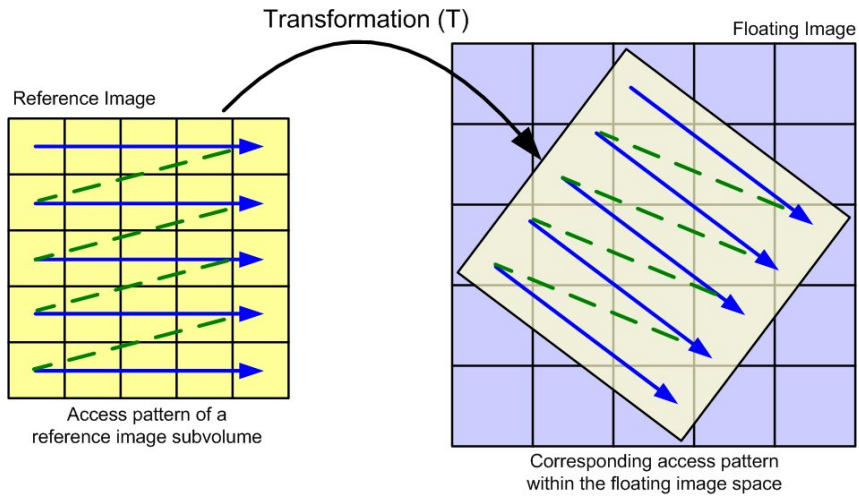 Transformation (T)
Floating Image
Reference Image
Access pattern of a
reference image subvolume
Corresponding access pattern
within the floating image space